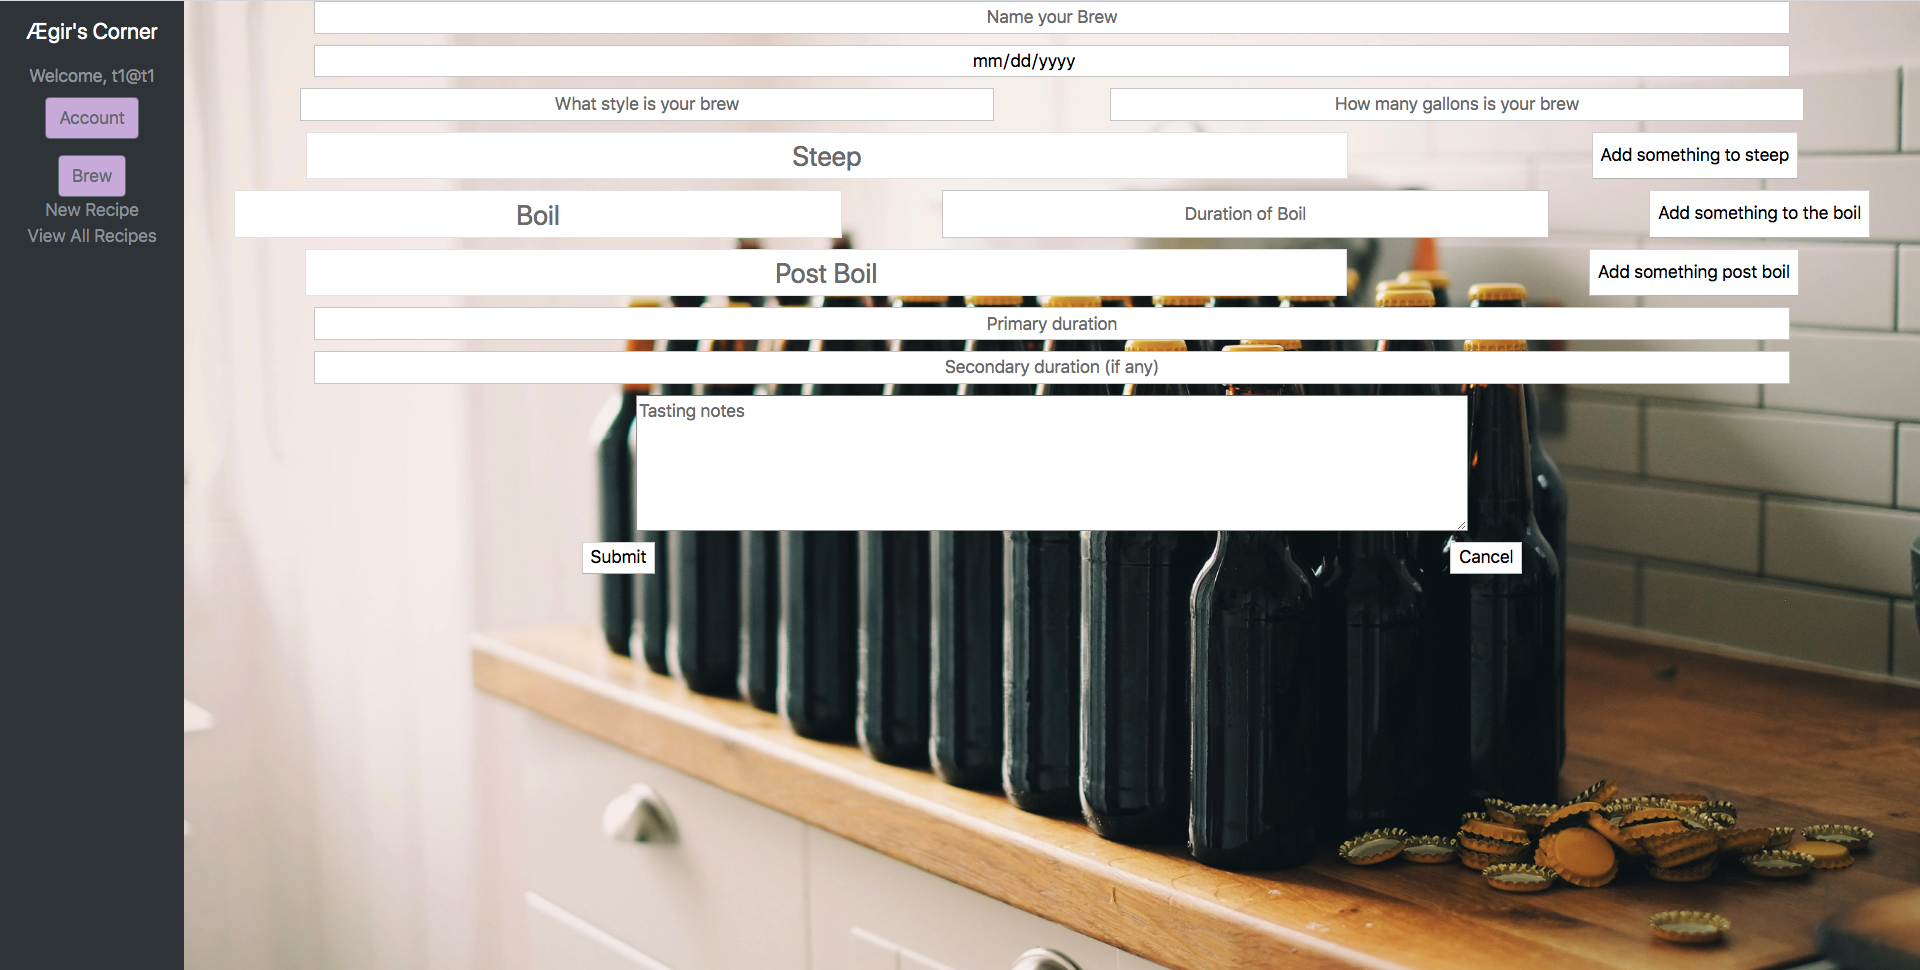 Ægir's Corner
Welcome, t1@t1
Account
Brew
New Recipe
View All Recipes
Name your Brew
mm/dd/yyyy
What style is your brew
How many gallons is your brew
Steep
Add something to steep
Boil
Duration of Boil
Add something to the boil
Post Boil
Add something post boil
Primary duration
Secondary duration (if any)
Tasting notes
Submit
Cancel